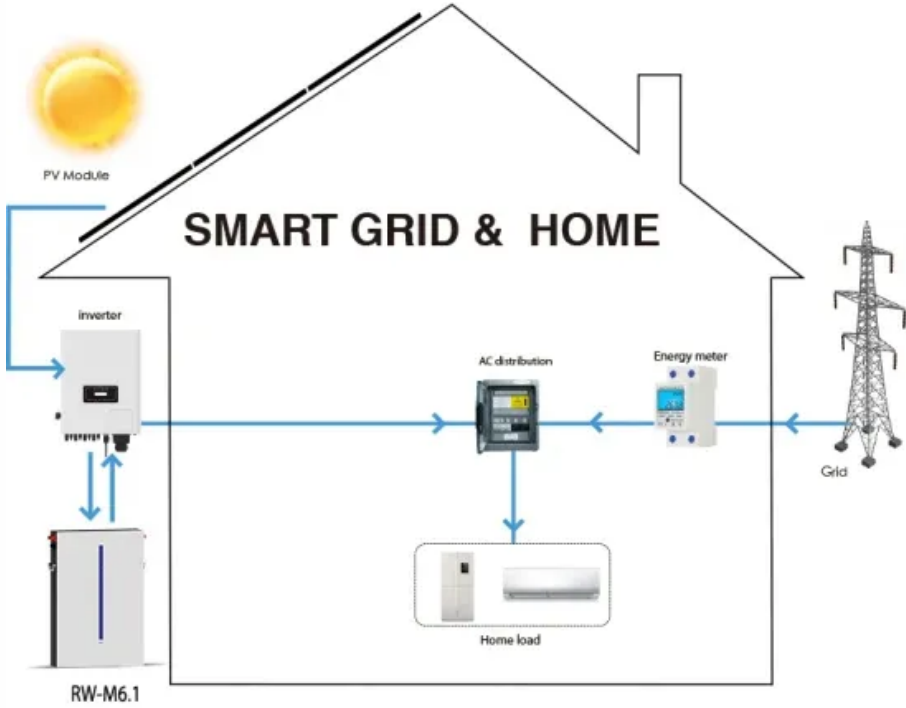 PV Module
SMART GRID & HOME
inverter
AC distribution
Energy meter
Grid
Home load
RW-M6.1